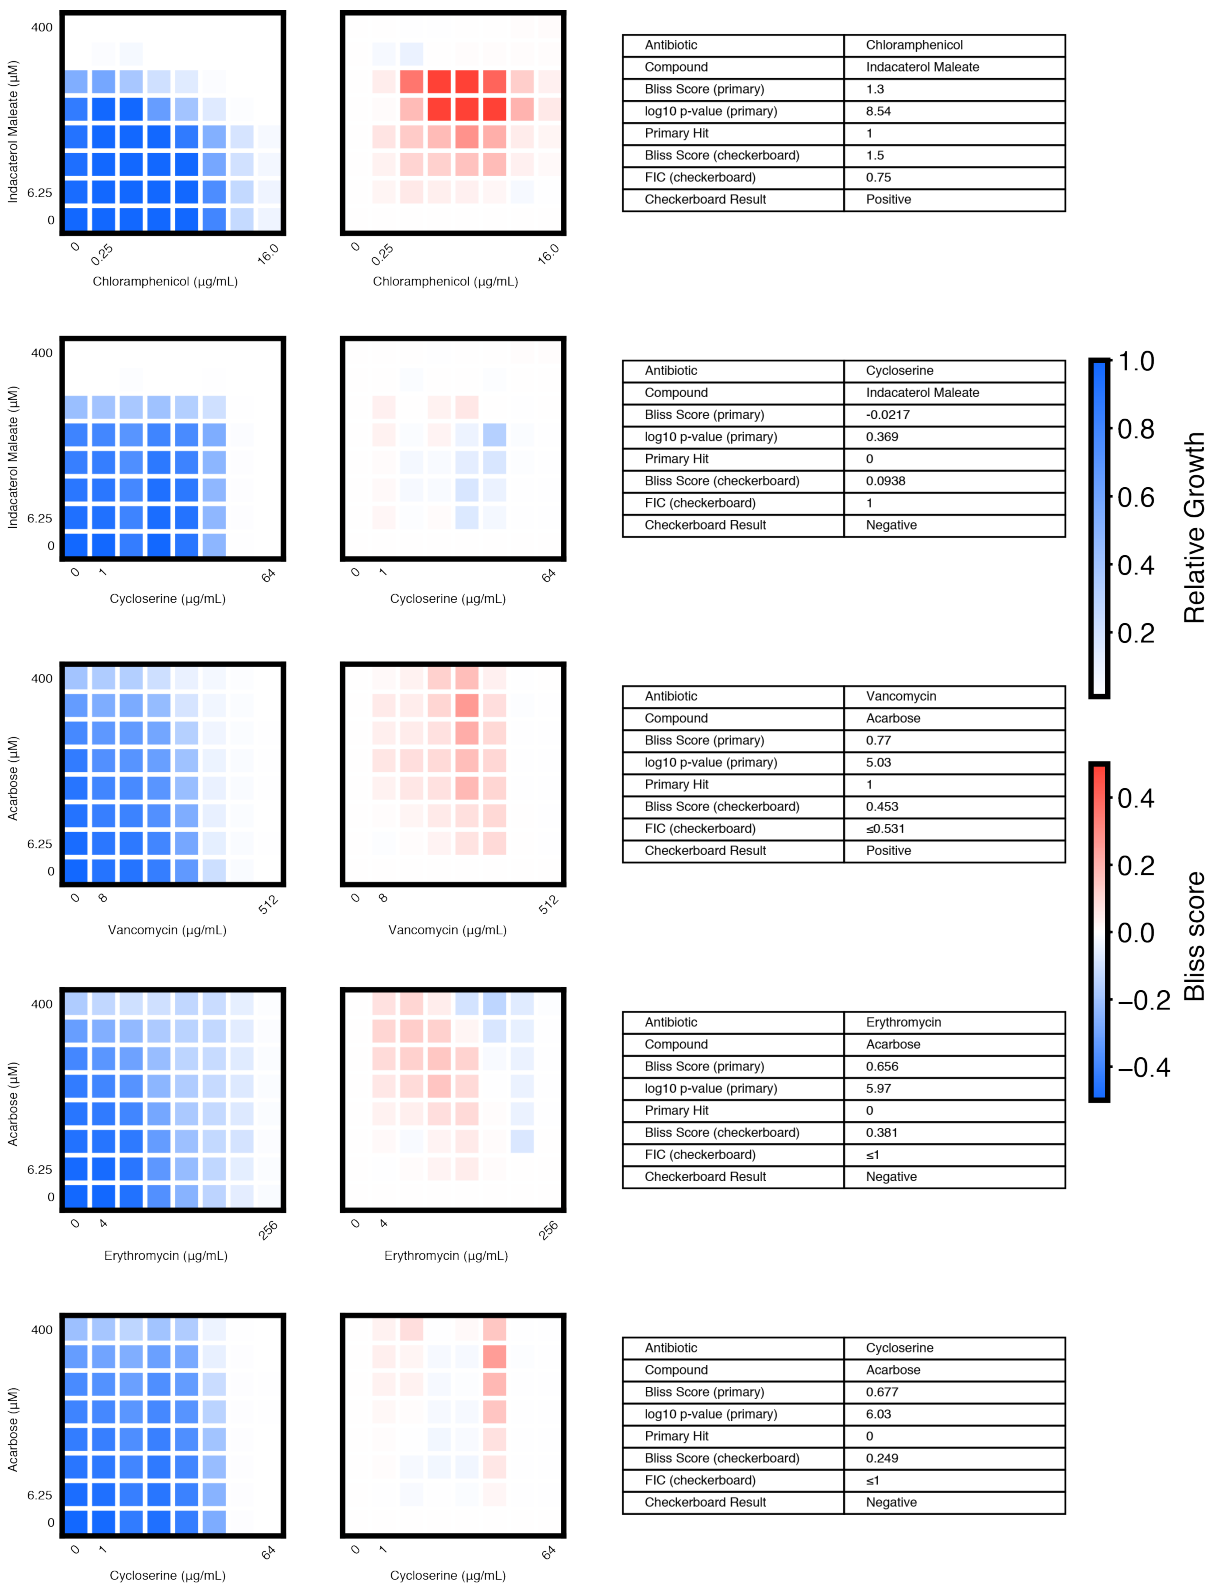 400
6.25
0
Indacaterol Maleate (μM)
0
0.25
16.0
Chloramphenicol (μg/mL)
0
0.25
16.0
Chloramphenicol (μg/mL)
Antibiotic Chloramphenicol
Compound Indacaterol Maleate
Bliss Score (primary) 1.3
log10 p-value (primary) 8.54
Primary Hit 1
Bliss Score (checkerboard) 1.5
FIC (checkerboard) 0.75
Checkerboard Result Positive
400
6.25
0
Indacaterol Maleate (μM)
0
1
64
Cycloserine (μg/mL)
0
1
64
Cycloserine (μg/mL)
Antibiotic Cycloserine
Compound Indacaterol Maleate
Bliss Score (primary) -0.0217
log10 p-value (primary) 0.369
Primary Hit 0
Bliss Score (checkerboard) 0.0938
FIC (checkerboard) 1
Checkerboard Result Negative
1.0
0.8
0.6
0.4
0.2
Relative Growth
400
6.25
0
Acarbose (μM)
0
8
512
Vancomycin (μg/mL)
0
8
512
Vancomycin (μg/mL)
Antibiotic Vancomycin
Compound Acarbose
Bliss Score (primary) 0.77
log10 p-value (primary) 5.03
Primary Hit 1
Bliss Score (checkerboard) 0.453
FIC (checkerboard) ≤0.531
Checkerboard Result Positive
0.4
0.2
0.0
−0.2
−0.4
Bliss score
400
6.25
0
Acarbose (μM)
0
4
256
Erythromycin (μg/mL)
0
4
256
Erythromycin (μg/mL)
Antibiotic Erythromycin
Compound Acarbose
Bliss Score (primary) 0.656
log10 p-value (primary) 5.97
Primary Hit 0
Bliss Score (checkerboard) 0.381
FIC (checkerboard) ≤1
Checkerboard Result Negative
400
6.25
0
Acarbose (μM)
0
1
64
Cycloserine (μg/mL)
0
1
64
Cycloserine (μg/mL)
Antibiotic Cycloserine
Compound Acarbose
Bliss Score (primary) 0.677
log10 p-value (primary) 6.03
Primary Hit 0
Bliss Score (checkerboard) 0.249
FIC (checkerboard) ≤1
Checkerboard Result Negative